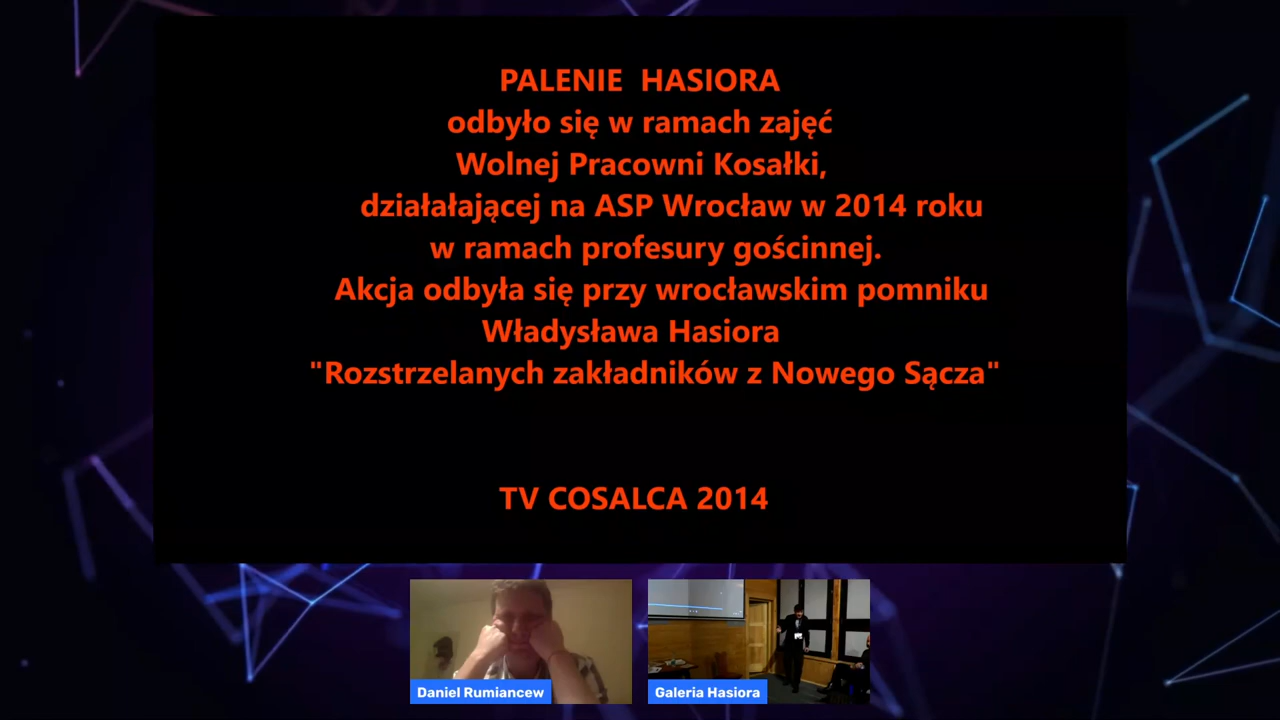 PALENIE HASIORA
odbyło się w ramach zajęć
Wolnej Pracowni Kosałki,
działałającej na ASP Wrocław w 2014 roku
w ramach profesury gościnnej.
Akcja odbyła się przy wrocławskim pomniku
Władysława Hasiora
"Rozstrzelanych zakładników z Nowego Sącza"
TV COSALCA 2014
Daniel Rumiancew
Galeria Hasiora